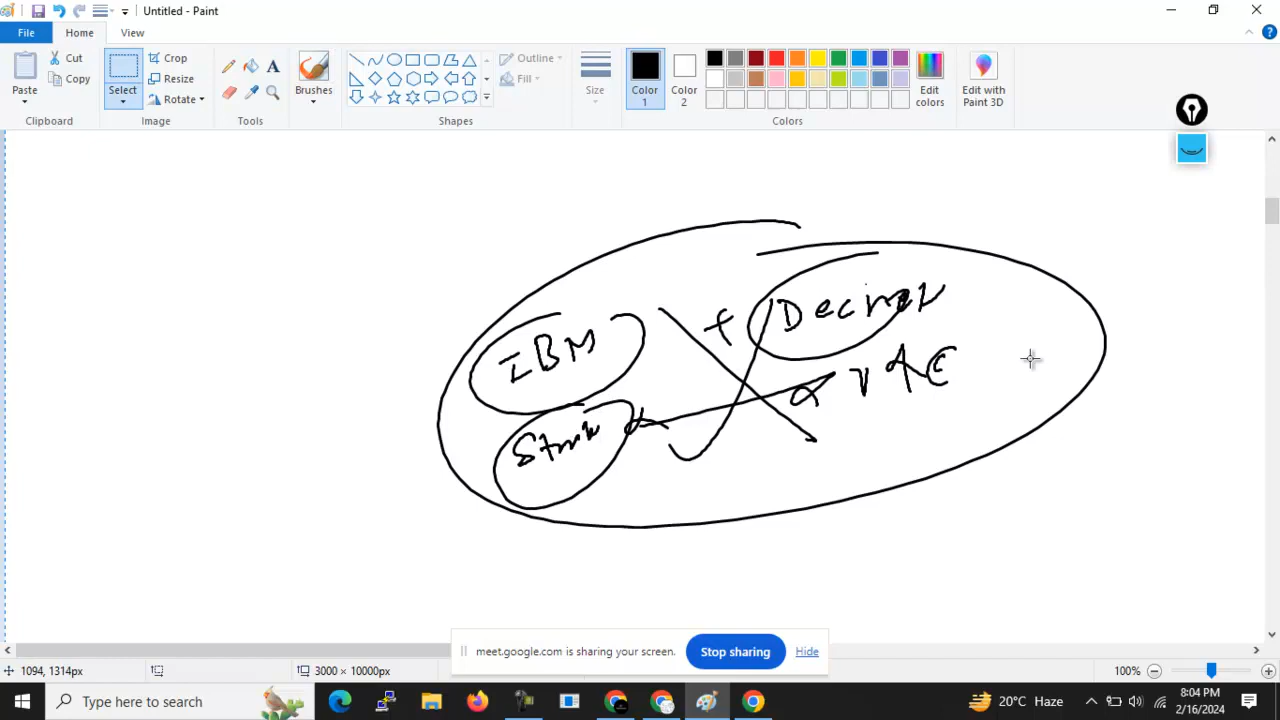 Untitled - Paint
File Home View
Paste Cut Copy
Clipboard
Select Crop Resize Rotate
Image
A
Tools
Brushes
Outline
Fill
Shapes
Size
Color 1
Color 2
Edit colors
Colors
Edit with Paint 3D
IBM + Decimal
meet.google.com is sharing your screen. Stop sharing Hide
1094, 1314px 3000 × 10000px 100%
Type here to search 20°C Haze 8:04 PM
2/16/2024